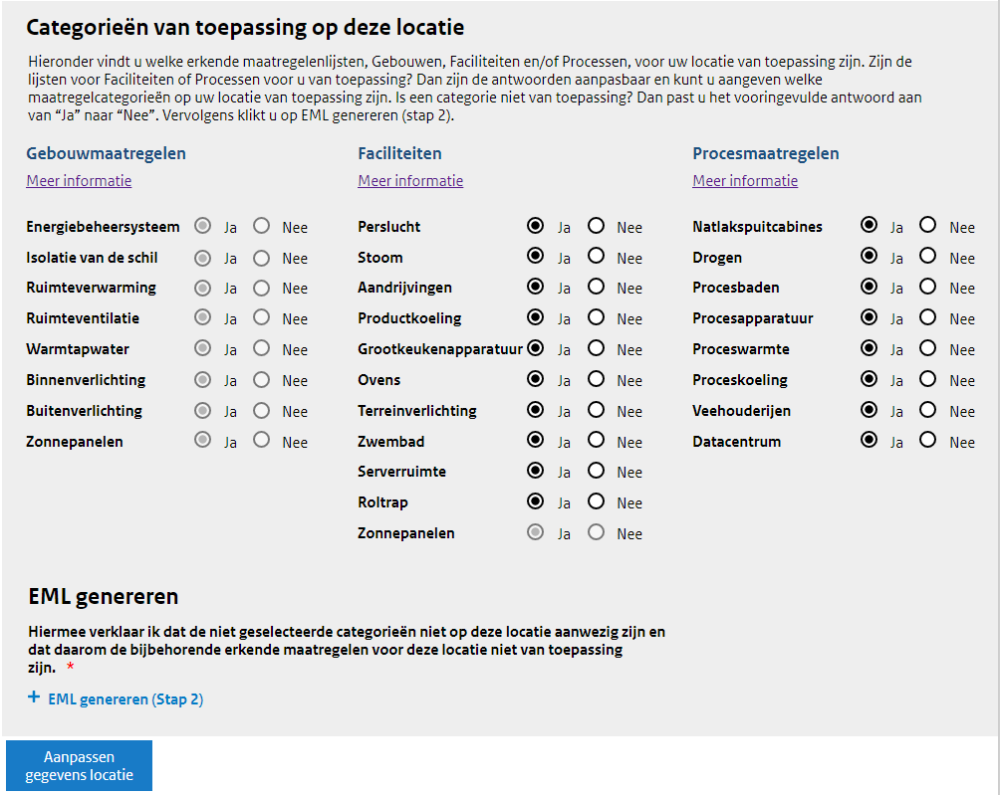 Categorieën van toepassing op deze locatie
Hieronder vindt u welke erkende maatregelenlijsten, Gebouwen, Faciliteiten en/of Processen, voor uw locatie van toepassing zijn. Zijn de
lijsten voor Faciliteiten of Processen voor u van toepassing? Dan zijn de antwoorden aanpasbaar en kunt u aangeven welke
maatregelcategorieën op uw locatie van toepassing zijn. Is een categorie niet van toepassing? Dan past u het vooringevulde antwoord aan
van “Ja” naar “Nee”. Vervolgens klikt u op EML genereren (stap 2).
Gebouwmaatregelen
Meer informatie
Energiebeheersysteem Ja Nee
Isolatie van de schil Ja Nee
Ruimteverwarming Ja Nee
Ruimteventilatie Ja Nee
Warmtapwater Ja Nee
Binnenverlichting Ja Nee
Buitenverlichting Ja Nee
Zonnepanelen Ja Nee
Faciliteiten
Meer informatie
Perslucht Ja Nee
Stoom Ja Nee
Aandrijvingen Ja Nee
Productkoeling Ja Nee
Grootkeukenapparatuur Ja Nee
Ovens Ja Nee
Terreinverlichting Ja Nee
Zwembad Ja Nee
Serverruimte Ja Nee
Roltrap Ja Nee
Zonnepanelen Ja Nee
Procesmaatregelen
Meer informatie
Natlakspuitcabines Ja Nee
Drogen Ja Nee
Procesbaden Ja Nee
Procesapparatuur Ja Nee
Proceswarmte Ja Nee
Proceskoeling Ja Nee
Veehouderijen Ja Nee
Datacentrum Ja Nee
EML genereren
Hiermee verklaar ik dat de niet geselecteerde categorieën niet op deze locatie aanwezig zijn en
dat daarom de bijbehorende erkende maatregelen voor deze locatie niet van toepassing
zijn. *
+ EML genereren (Stap 2)
Aanpassen
gegevens locatie